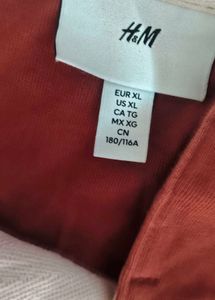 H&M
EUR XL
US XL
CA TG
MX XG
CN
180/116A